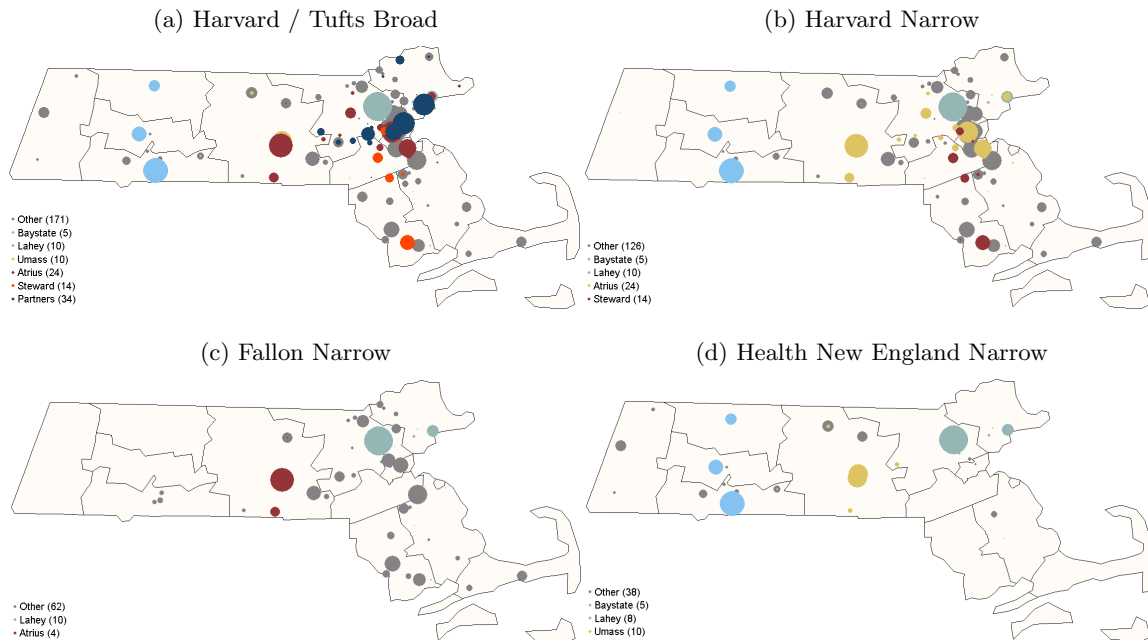 (a) Harvard / Tufts Broad
Other (171)
Baystate (5)
Lahey (10)
Umass (10)
Atrius (24)
Steward (14)
Partners (34)
(b) Harvard Narrow
Other (126)
Baystate (5)
Lahey (10)
Atrius (24)
Steward (14)
(c) Fallon Narrow
Other (62)
Lahey (10)
Atrius (4)
(d) Health New England Narrow
Other (38)
Baystate (5)
Lahey (8)
Umass (10)